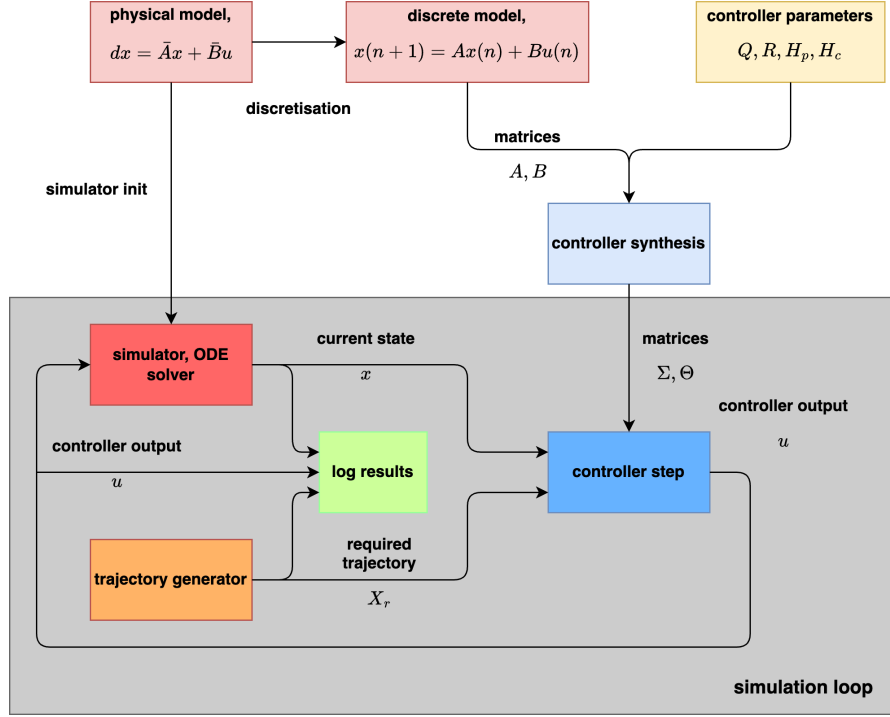 physical model,
dx = A̅x + B̅u
discrete model,
x(n + 1) = Ax(n) + Bu(n)
controller parameters
Q, R, H_p, H_c
discretisation
matrices
A, B
simulator init
controller synthesis
simulator, ODE
solver
current state
x
matrices
Σ, Θ
controller output
u
controller output
u
log results
controller step
trajectory generator
required
trajectory
X_r
simulation loop